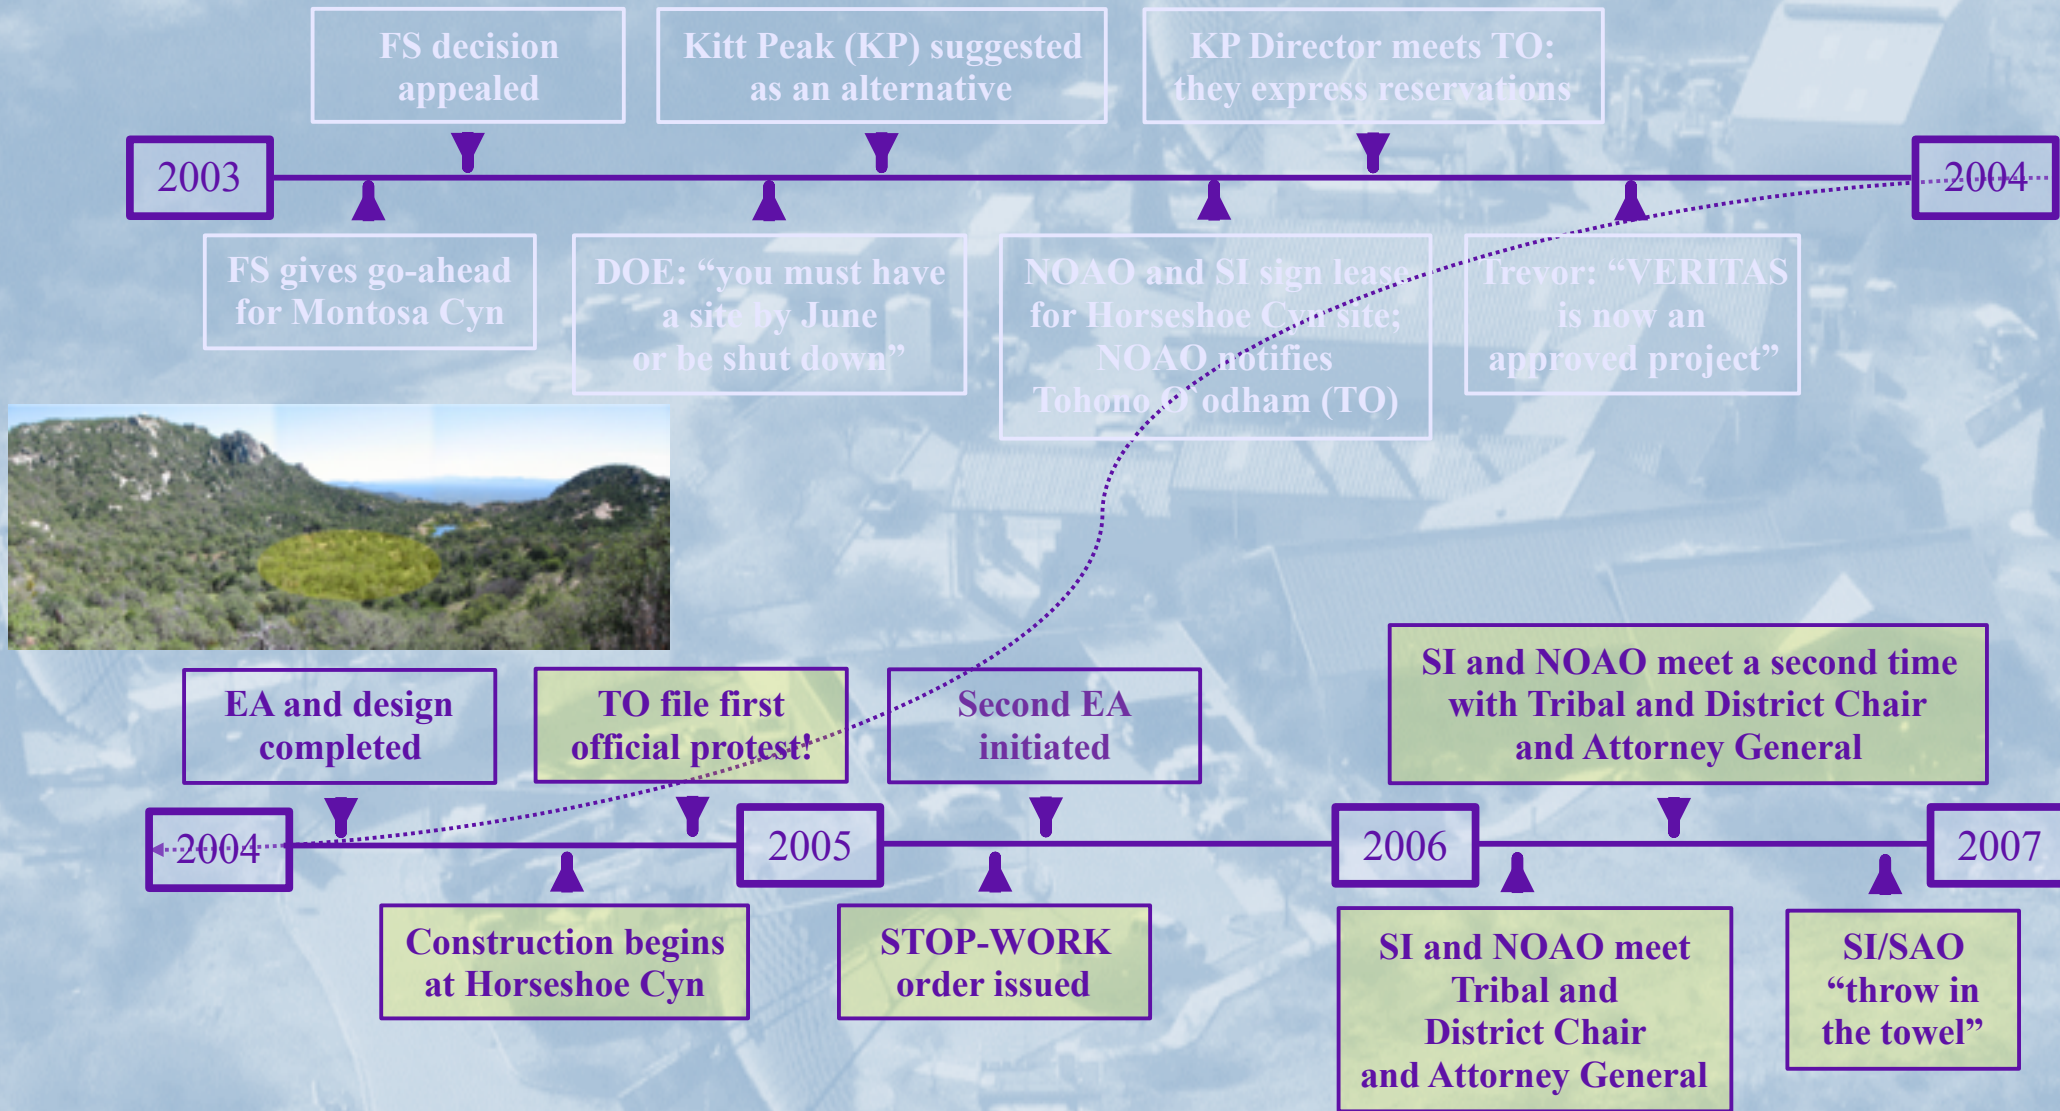 FS decision
appealed
Kitt Peak (KP) suggested
as an alternative
KP Director meets TO:
they express reservations
2003
2004
FS gives go-ahead
for Montosa Cyn
DOE: “you must have
a site by June
or be shut down”
NOAO and SI sign lease
for Horseshoe Cyn site;
NOAO notifies
Tohono O`odham (TO)
Trevor: “VERITAS
is now an
approved project”
EA and design
completed
TO file first
official protest!
Second EA
initiated
SI and NOAO meet a second time
with Tribal and District Chair
and Attorney General
2004
2005
2006
2007
Construction begins
at Horseshoe Cyn
STOP-WORK
order issued
SI and NOAO meet
Tribal and
District Chair
and Attorney General
SI/SAO
“throw in
the towel”